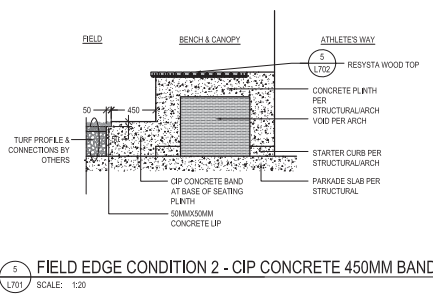 FIELD
BENCH & CANOPY
ATHLETE'S WAY
5
L702
RESYSTA WOOD TOP
CONCRETE PLINTH
PER
STRUCTURAL/ARCH
VOID PER ARCH
50
450
TURF PROFILE &
CONNECTIONS BY
OTHERS
STARTER CURB PER
STRUCTURAL/ARCH
CIP CONCRETE BAND
AT BASE OF SEATING
PLINTH
PARKADE SLAB PER
STRUCTURAL
50MMX50MM
CONCRETE LIP
5
L701
FIELD EDGE CONDITION 2 - CIP CONCRETE 450MM BAND
SCALE: 1:20